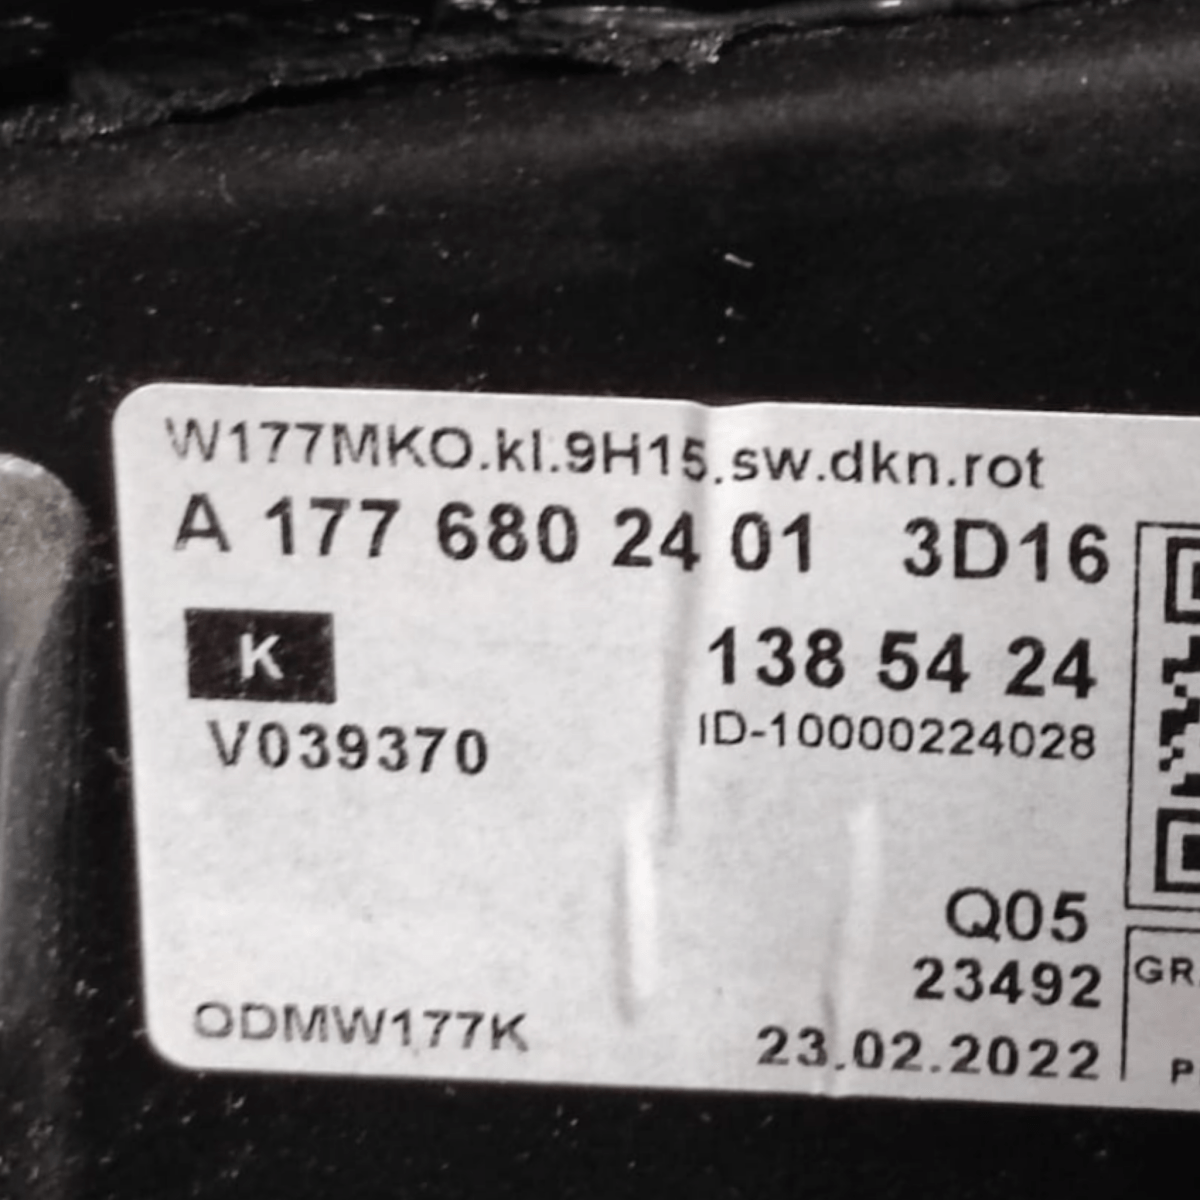 W177MKO.kl.9H15.sw.dkn.rot
A 177 680 24 01 3D16
K
138 54 24
V039370
ID-10000224028
Q05
23492
GR
ODMW177K
23.02.2022
P